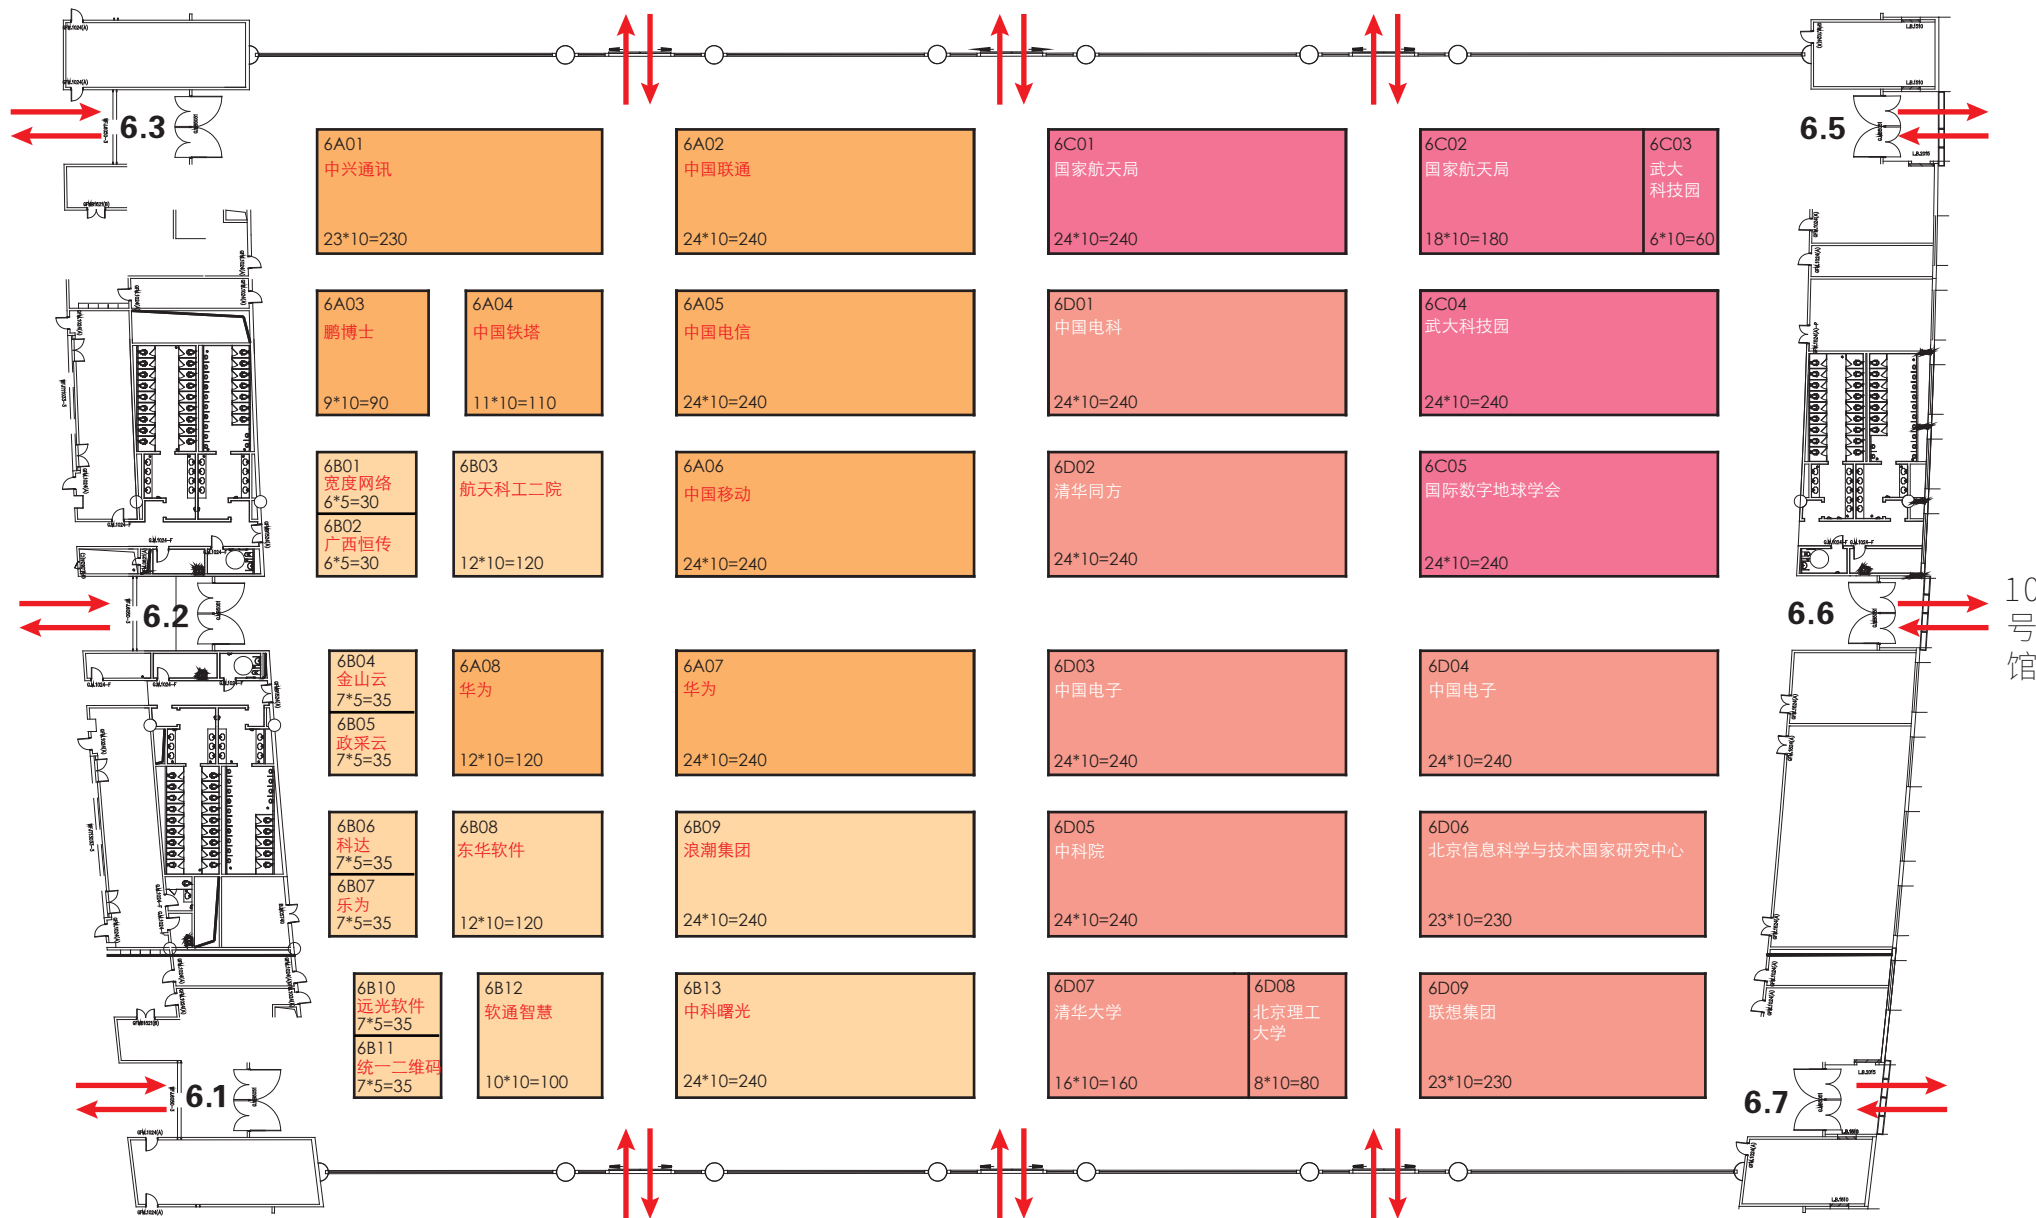 6.3
6.5
6A01
中兴通讯
23*10=230
6A02
中国联通
24*10=240
6C01
国家航天局
24*10=240
6C02
国家航天局
18*10=180
6C03
武大
科技园
6*10=60
6A03
鹏博士
9*10=90
6A04
中国铁塔
11*10=110
6A05
中国电信
24*10=240
6D01
中国电科
24*10=240
6C04
武大科技园
24*10=240
6B01
宽度网络
6*5=30
6B02
广西恒传
6*5=30
6B03
航天科工二院
12*10=120
6A06
中国移动
24*10=240
6D02
清华同方
24*10=240
6C05
国际数字地球学会
24*10=240
6.2
6.6
10
号
馆
6B04
金山云
7*5=35
6B05
政采云
7*5=35
6A08
华为
12*10=120
6A07
华为
24*10=240
6D03
中国电子
24*10=240
6D04
中国电子
24*10=240
6B06
科达
7*5=35
6B07
乐为
7*5=35
6B08
东华软件
12*10=120
6B09
浪潮集团
24*10=240
6D05
中科院
24*10=240
6D06
北京信息科学与技术国家研究中心
23*10=230
6B10
远光软件
7*5=35
6B11
统一二维码
7*5=35
6B12
软通智慧
10*10=100
6B13
中科曙光
24*10=240
6D07
清华大学
16*10=160
6D08
北京理工
大学
8*10=80
6D09
联想集团
23*10=230
6.1
6.7